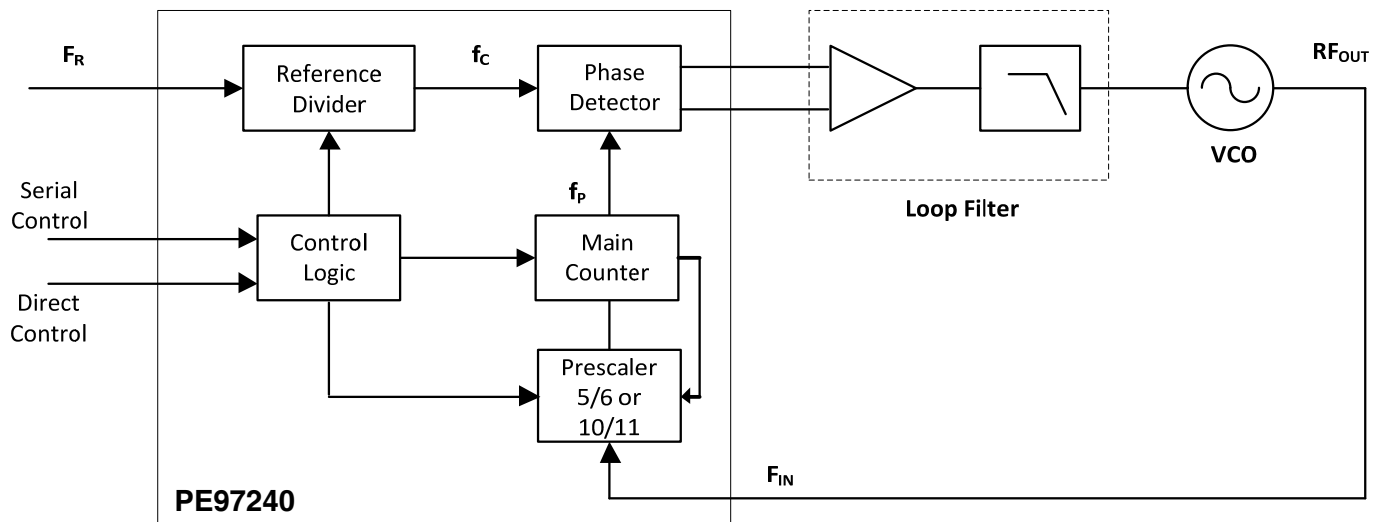 F_R
Reference
Divider
f_C
Phase
Detector
RF_OUT
VCO
Loop Filter
Serial
Control
Direct
Control
Control
Logic
f_P
Main
Counter
Prescaler
5/6 or
10/11
F_IN
PE97240